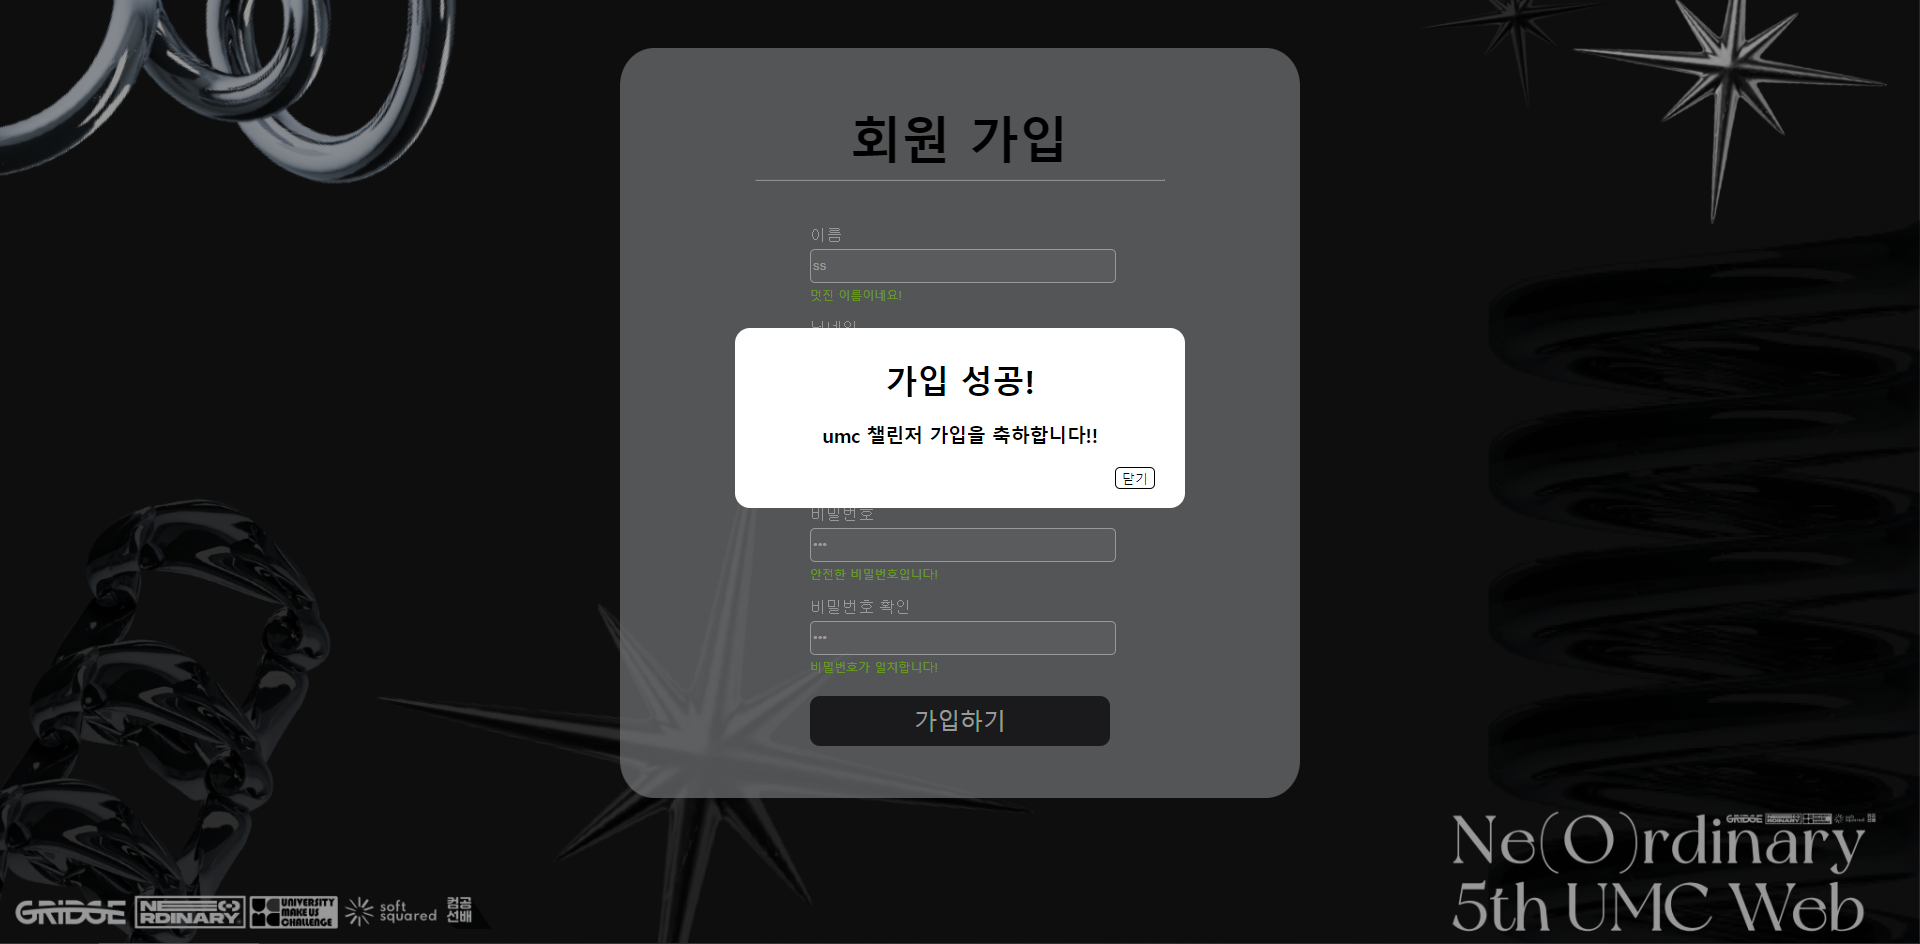 회원 가입
이름
ss
멋진 이름이네요!
가입 성공!
umc 챌린저 가입을 축하합니다!!
닫기
비밀번호
•••
안전한 비밀번호입니다!
비밀번호 확인
•••
비밀번호가 일치합니다!
가입하기
Ne(O)rdinary
5th UMC Web
GRIDGE
NE RDINARY
UNIVERSITY
MAKE US
CHALLENGE
soft
squared
컴공
선배